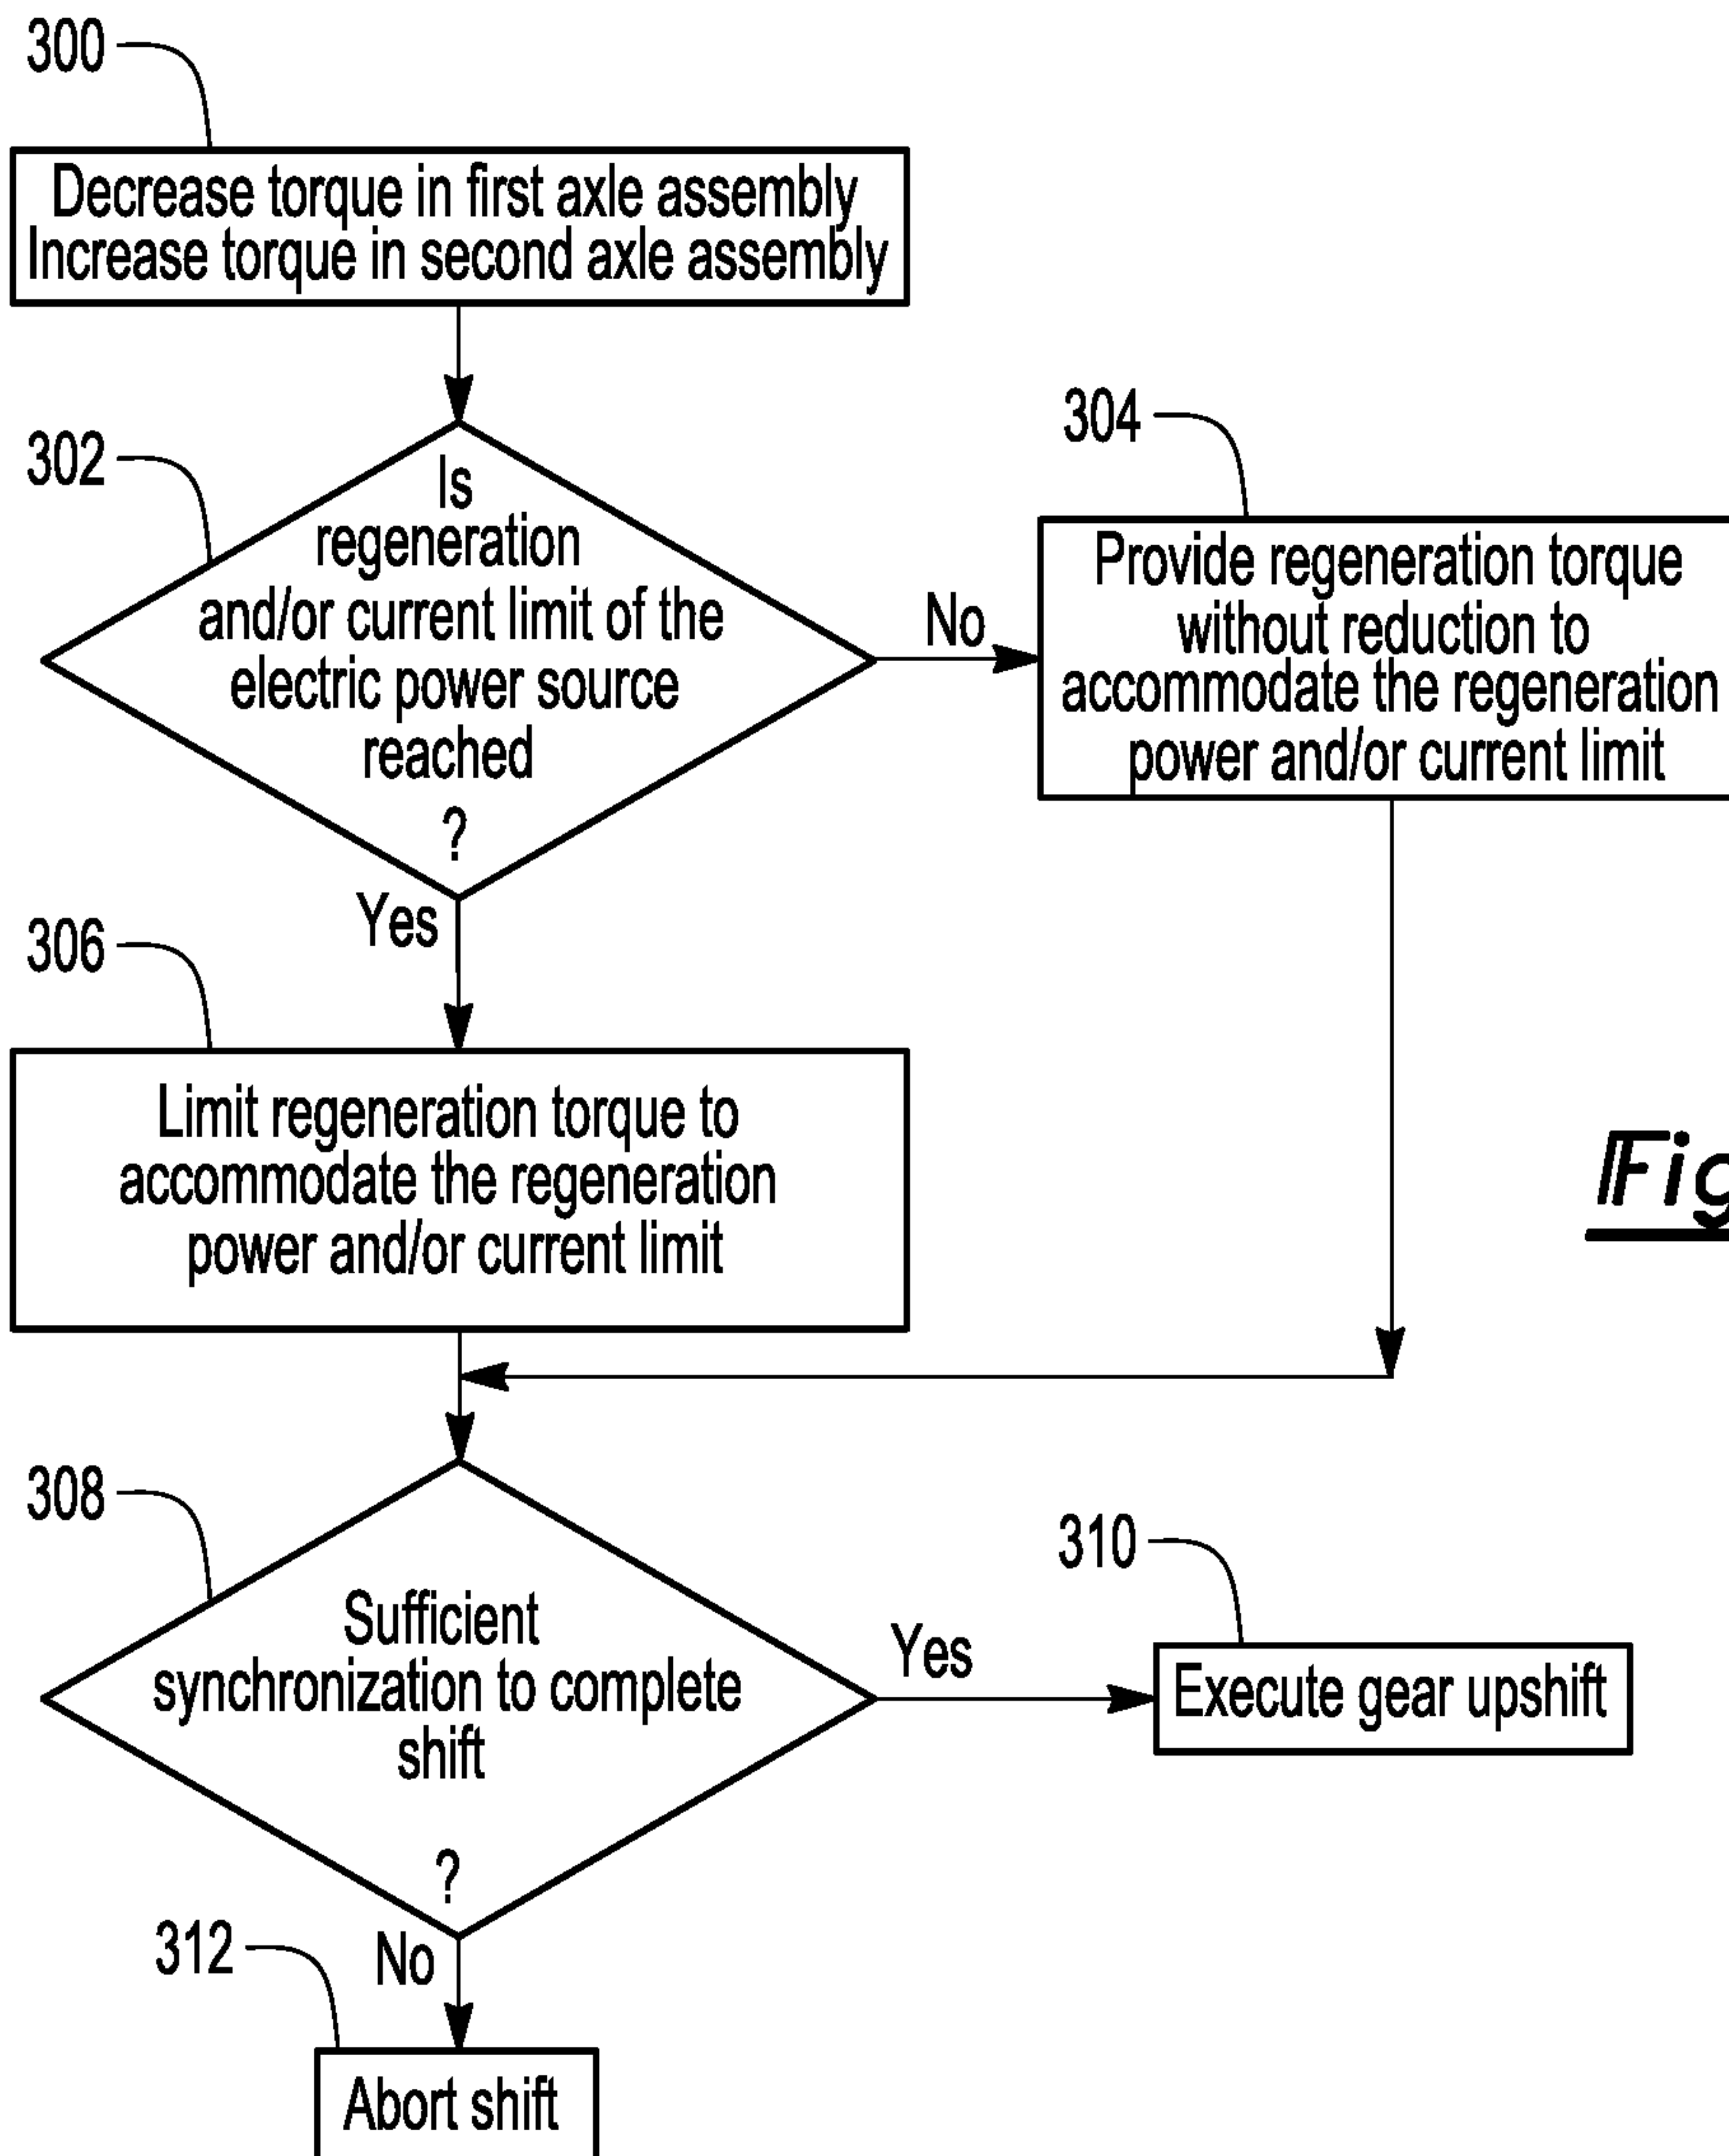 300
Decrease torque in first axle assembly
Increase torque in second axle assembly
302
Is
regeneration
and/or current limit of the
electric power source
reached
?
No
304
Provide regeneration torque
without reduction to
accommodate the regeneration
power and/or current limit
Yes
306
Limit regeneration torque to
accommodate the regeneration
power and/or current limit
Fig
308
Sufficient
synchronization to complete
shift
?
Yes
310
Execute gear upshift
No
312
Abort shift